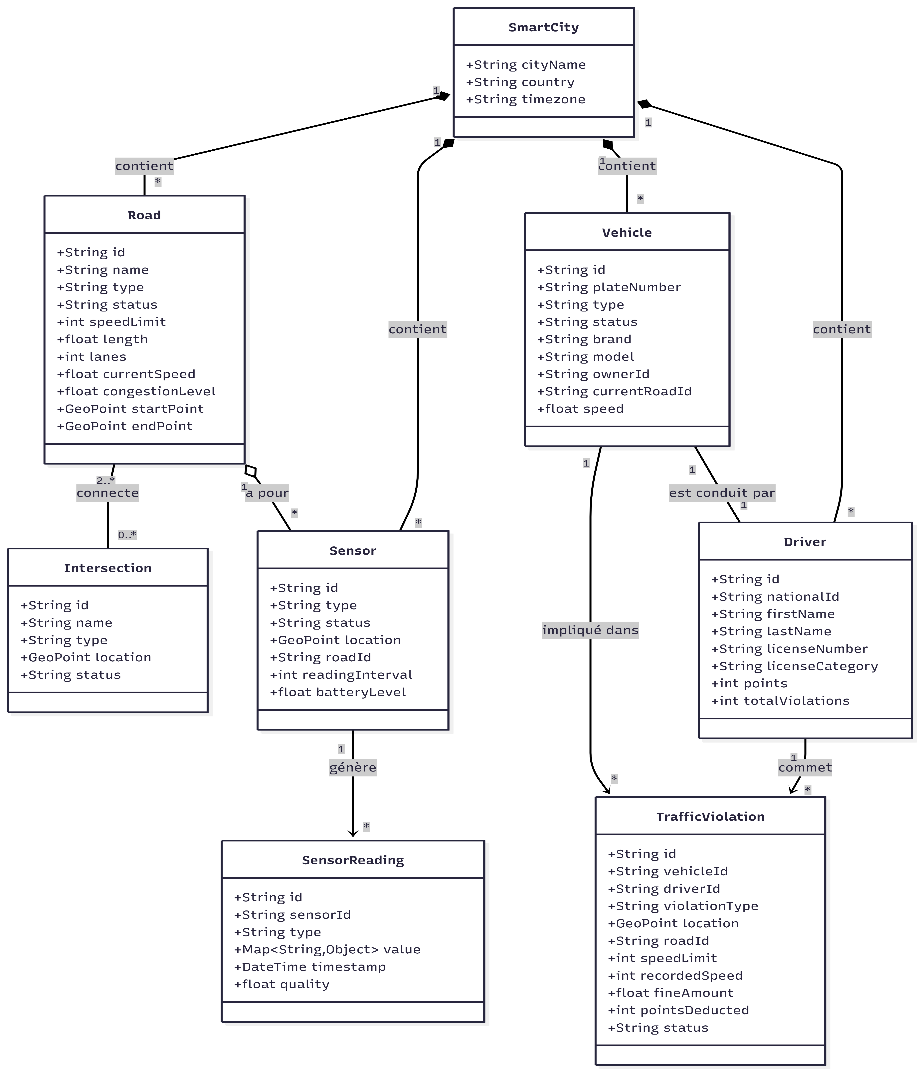 SmartCity
+String cityName
+String country
+String timezone
1
1
1
1
contient
*
contient
*
contient
contient
Road
+String id
+String name
+String type
+String status
+int speedLimit
+float length
+int lanes
+float currentSpeed
+float congestionLevel
+GeoPoint startPoint
+GeoPoint endPoint
Vehicle
+String id
+String plateNumber
+String type
+String status
+String brand
+String model
+String ownerId
+String currentRoadId
+float speed
2..*
connecte
0..*
1
a pour
*
*
1
1
est conduit par
1
*
Intersection
+String id
+String name
+String type
+GeoPoint location
+String status
Sensor
+String id
+String type
+String status
+GeoPoint location
+String roadId
+int readingInterval
+float batteryLevel
impliqué dans
Driver
+String id
+String nationalId
+String firstName
+String lastName
+String licenseNumber
+String licenseCategory
+int points
+int totalViolations
1
génère
*
*
1
commet
*
SensorReading
+String id
+String sensorId
+String type
+Map<String,Object> value
+DateTime timestamp
+float quality
TrafficViolation
+String id
+String vehicleId
+String driverId
+String violationType
+GeoPoint location
+String roadId
+int speedLimit
+int recordedSpeed
+float fineAmount
+int pointsDeducted
+String status